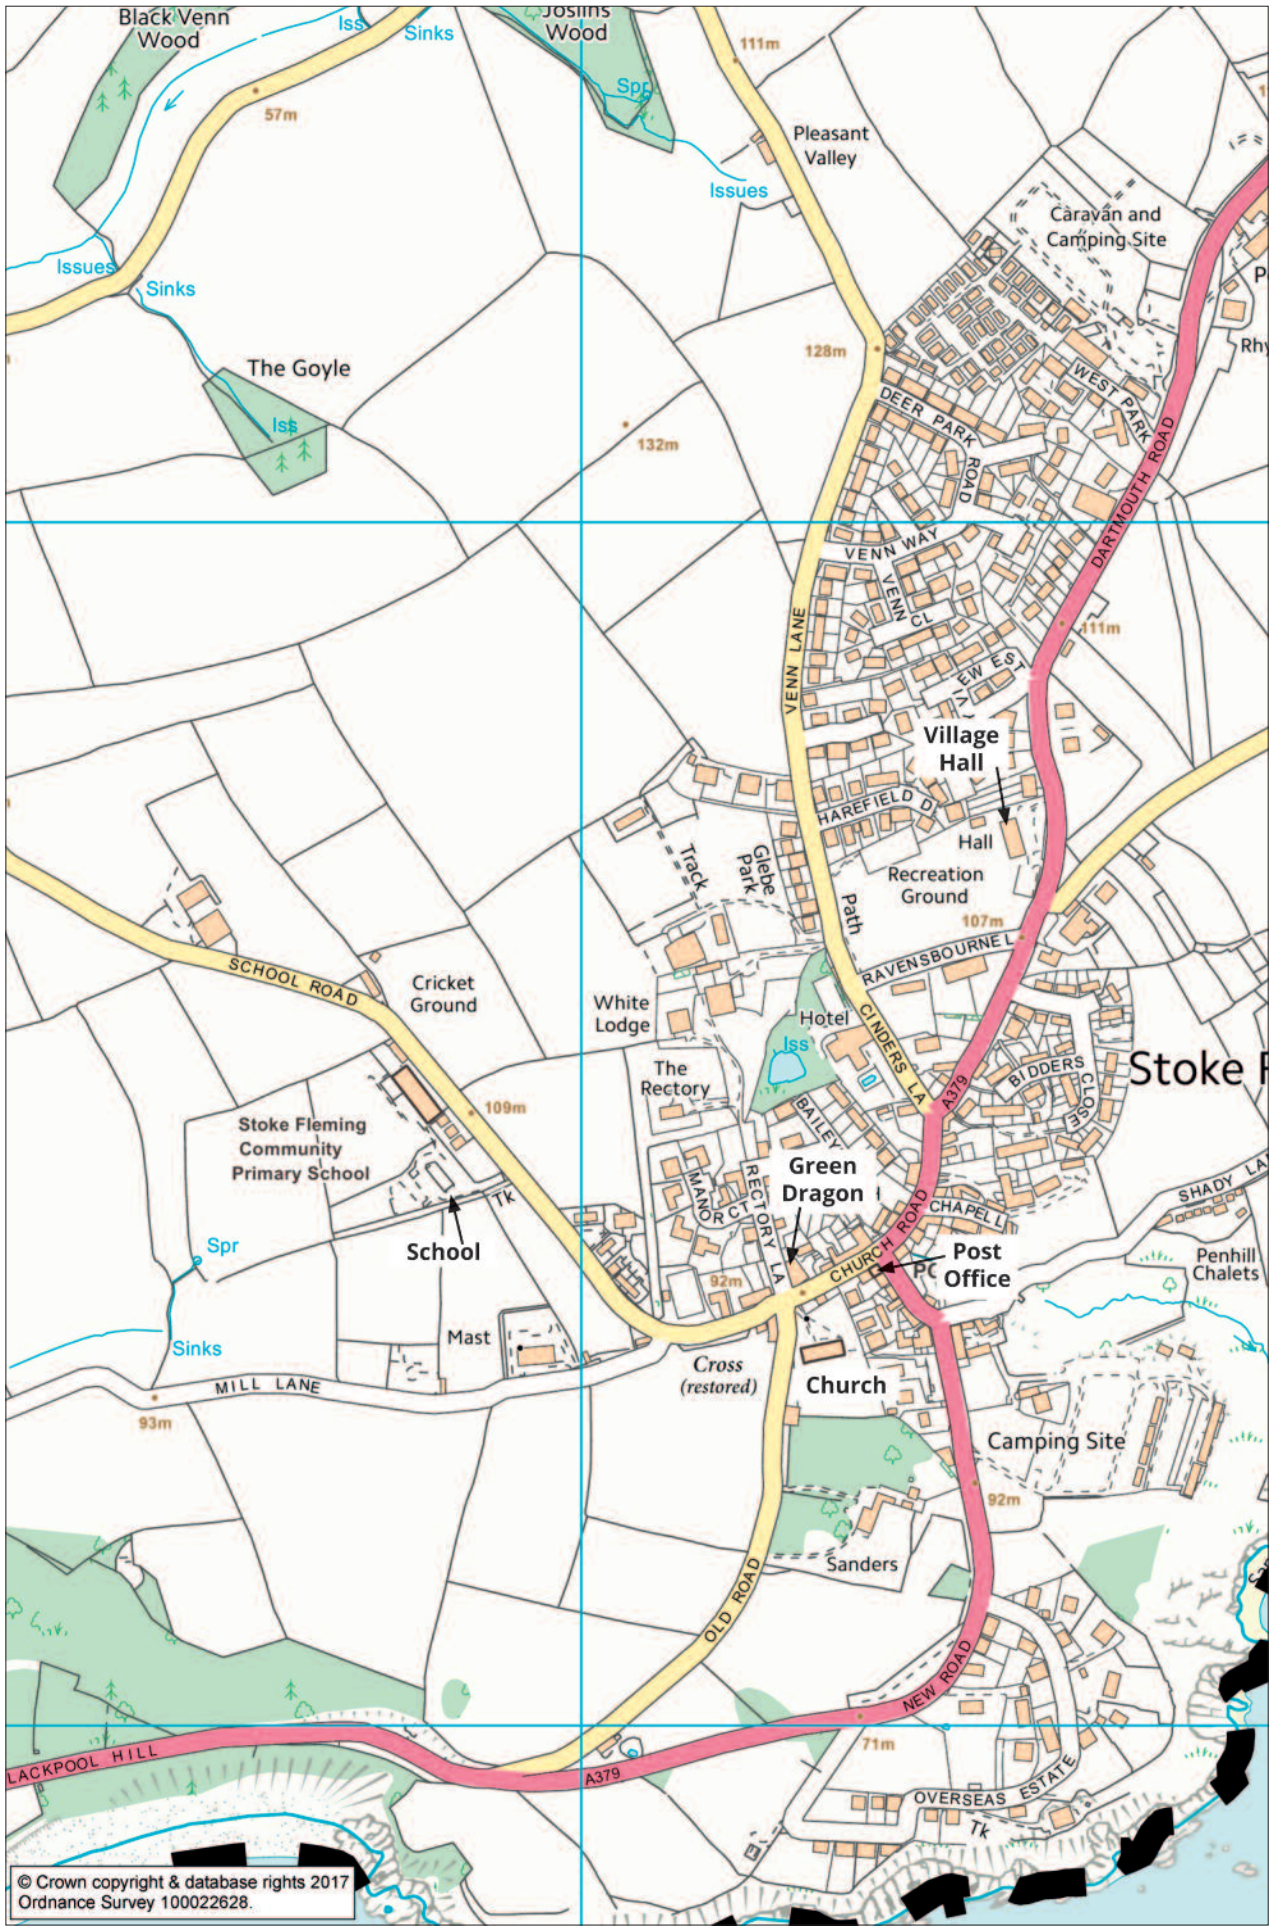 Black Venn
Wood
Iss
Sinks
Joslins
Wood
111m
Spr
57m
Pleasant
Valley
Issues
Caravan and
Camping Site
Issues
Sinks
128m
The Goyle
WEST PARK
DEER PARK
ROAD
Iss
132m
DARTMOUTH ROAD
VENN WAY
VENN CL
VENN LANE
111m
EW EST
Village
Hall
HAREFIELD D
Hall
Glebe
Park
Track
Recreation
Ground
Path
107m
RAVENSBOURNE L
SCHOOL ROAD
Cricket
Ground
White
Lodge
Hotel
Iss
CINDERS LA
The
Rectory
A379
BIDDERS
CLOSE
Stoke F
109m
Stoke Fleming
Community
Primary School
BAILEY
Green
Dragon
MANOR CT
RECTORY LA
Tk
School
CHURCH ROAD
CHAPEL L
SHADY LA
Spr
Post
Office
PO
Penhill
Chalets
92m
Mast
Sinks
Cross
(restored)
Church
MILL LANE
93m
Camping Site
92m
Sanders
OLD ROAD
NEW ROAD
LACKPOOL HILL
A379
71m
OVERSEAS ESTATE
Tk
© Crown copyright & database rights 2017
Ordnance Survey 100022628.